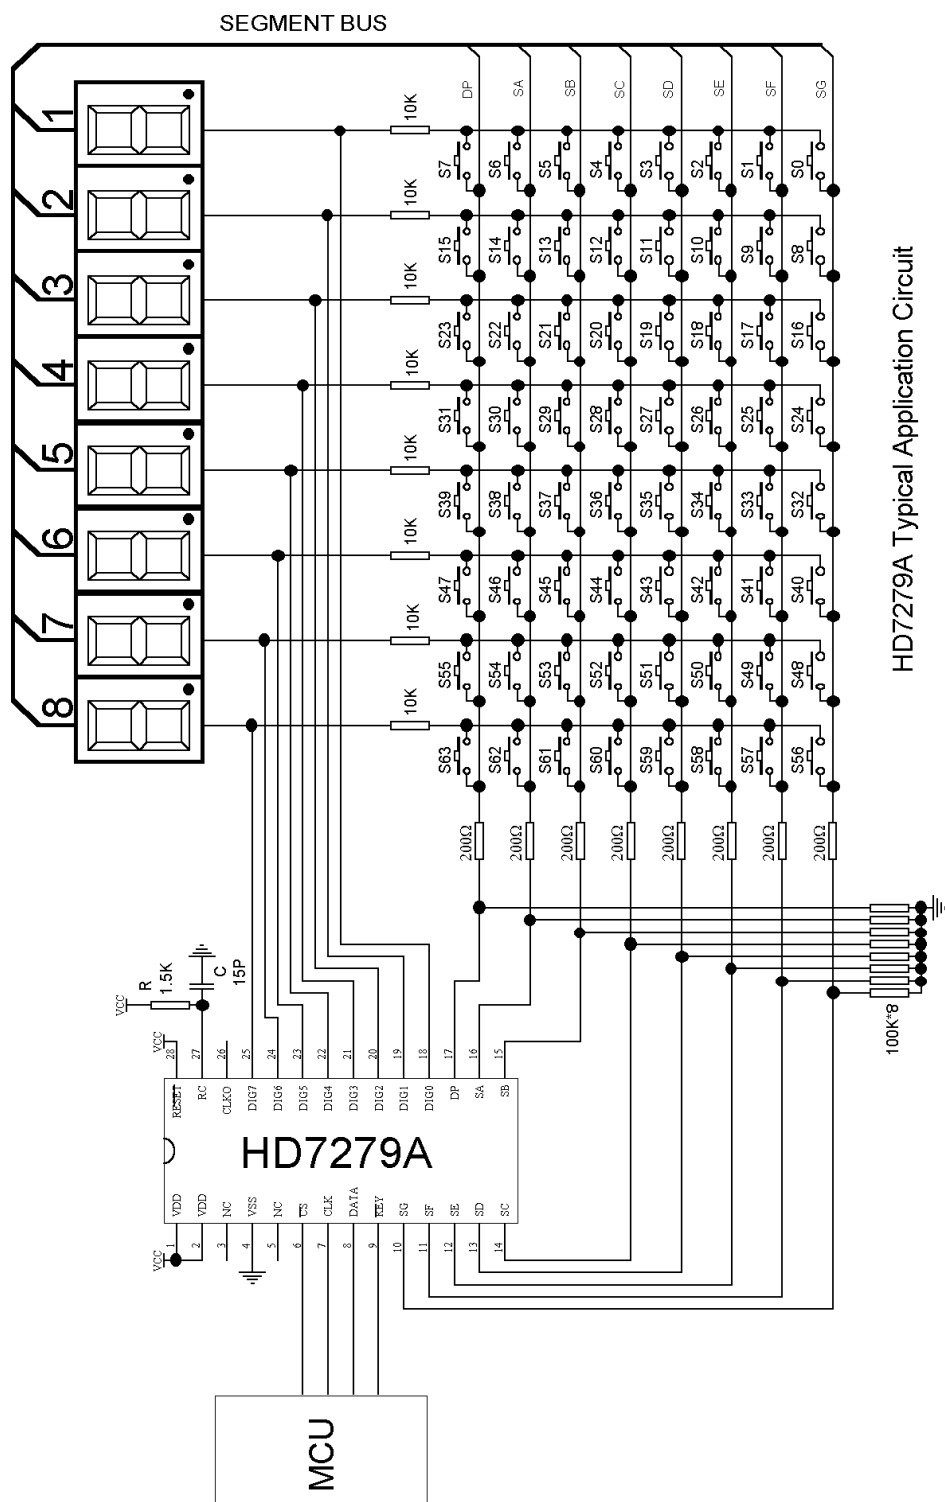 SEGMENT BUS
DP SA SB SC SD SE SF SG
1
10K
S7 S6 S5 S4 S3 S2 S1 S0
2
10K
S15 S14 S13 S12 S11 S10 S9 S8
3
10K
S23 S22 S21 S20 S19 S18 S17 S16
4
10K
S31 S30 S29 S28 S27 S26 S25 S24
5
10K
S39 S38 S37 S36 S35 S34 S33 S32
6
10K
S47 S46 S45 S44 S43 S42 S41 S40
7
10K
S55 S54 S53 S52 S51 S50 S49 S48
8
10K
S63 S62 S61 S60 S59 S58 S57 S56
200Ω 200Ω 200Ω 200Ω 200Ω 200Ω 200Ω 200Ω
HD7279A Typical Application Circuit
100K*8
R
1.5K
C
15P
VCC
VCC
28 27 26 25 24 23 22 21 20 19 18 17 16 15
RESET RC CLKO DIG7 DIG6 DIG5 DIG4 DIG3 DIG2 DIG1 DIG0 DP SA SB
HD7279A
VDD VDD NC VSS NC CS CLK DATA KEY SG SF SE SD SC
1 2 3 4 5 6 7 8 9 10 11 12 13 14
VCC
MCU